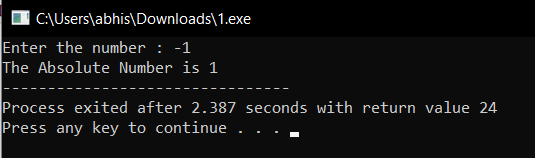 C:\Users\abhis\Downloads\1.exe
Enter the number : -1
The Absolute Number is 1
--------------------------------
Process exited after 2.387 seconds with return value 24
Press any key to continue . . .